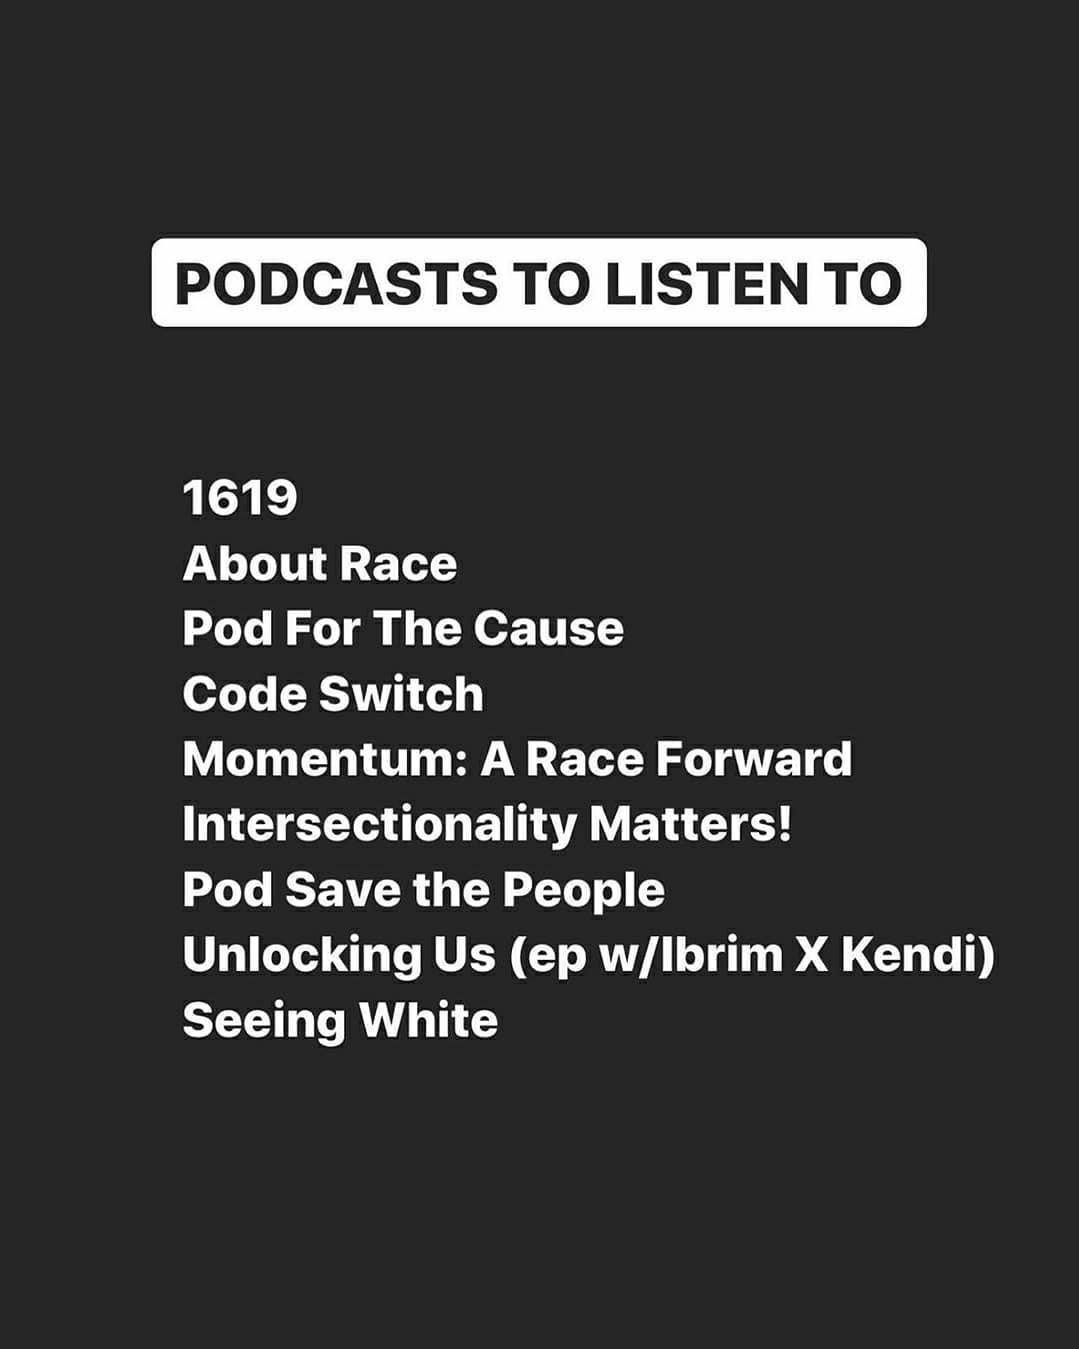 PODCASTS TO LISTEN TO
1619
About Race
Pod For The Cause
Code Switch
Momentum: A Race Forward
Intersectionality Matters!
Pod Save the People
Unlocking Us (ep w/Ibrim X Kendi)
Seeing White